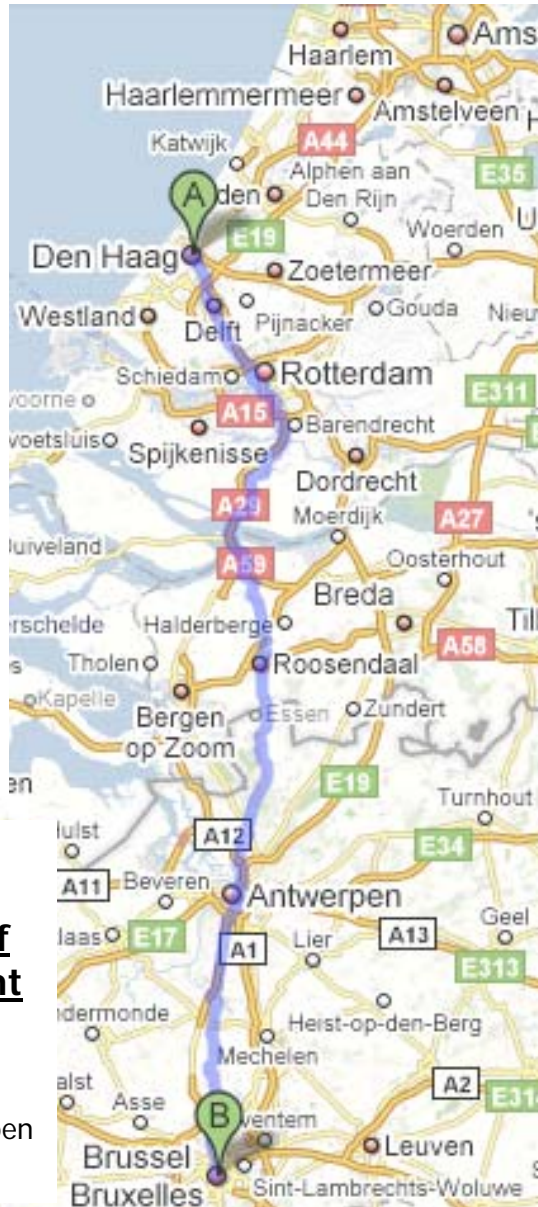 Haarlem
Haarlemmermeer
Amstelveen
A44
Katwijk
Alphen aan
Den Rijn
E35
A
E19
Woerden
Den Haag
Zoetermeer
Westland
Delft
Pijnacker
Gouda
Schiedam
Rotterdam
E311
A15
Barendrecht
Spijkenisse
Dordrecht
A29
Moerdijk
A27
A59
Oosterhout
Breda
Halderberge
A58
Tholen
Roosendaal
Kapelle
Essen
Zundert
Bergen
op Zoom
E19
Turnhout
A12
E34
A11
Beveren
Antwerpen
E17
A1
Lier
A13
Geel
E313
Heist-op-den-Berg
Mechelen
A2
Asse
B
Brussel
Leuven
Bruxelles
Sint-Lambrechts-Woluwe